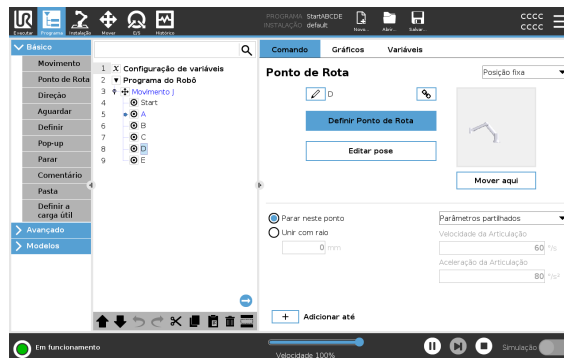 PROGRAMA StartABCDE
INSTALAÇÃO default
CCCC
CCCC
Executar
Programa
Instalação
Mover
E/S
Histórico
Novo...
Abrir...
Salvar...
Básico
Movimento
Ponto de Rota
Direção
Aguardar
Definir
Pop-up
Parar
Comentário
Pasta
Definir a
carga útil
Avançado
Modelos
1 X Configuração de variáveis
2 Programa do Robô
3 Movimento J
4 Start
5 A
6 B
7 C
8 D
9 E
Comando Gráficos Variáveis
Ponto de Rota
Posição fixa
D
Definir Ponto de Rota
Editar pose
Mover aqui
Parar neste ponto
Unir com raio
0 mm
Parâmetros partilhados
Velocidade da Articulação
60 °/s
Aceleração da Articulação
80 °/s²
+ Adicionar até
Em funcionamento
Velocidade 100%
Simulação